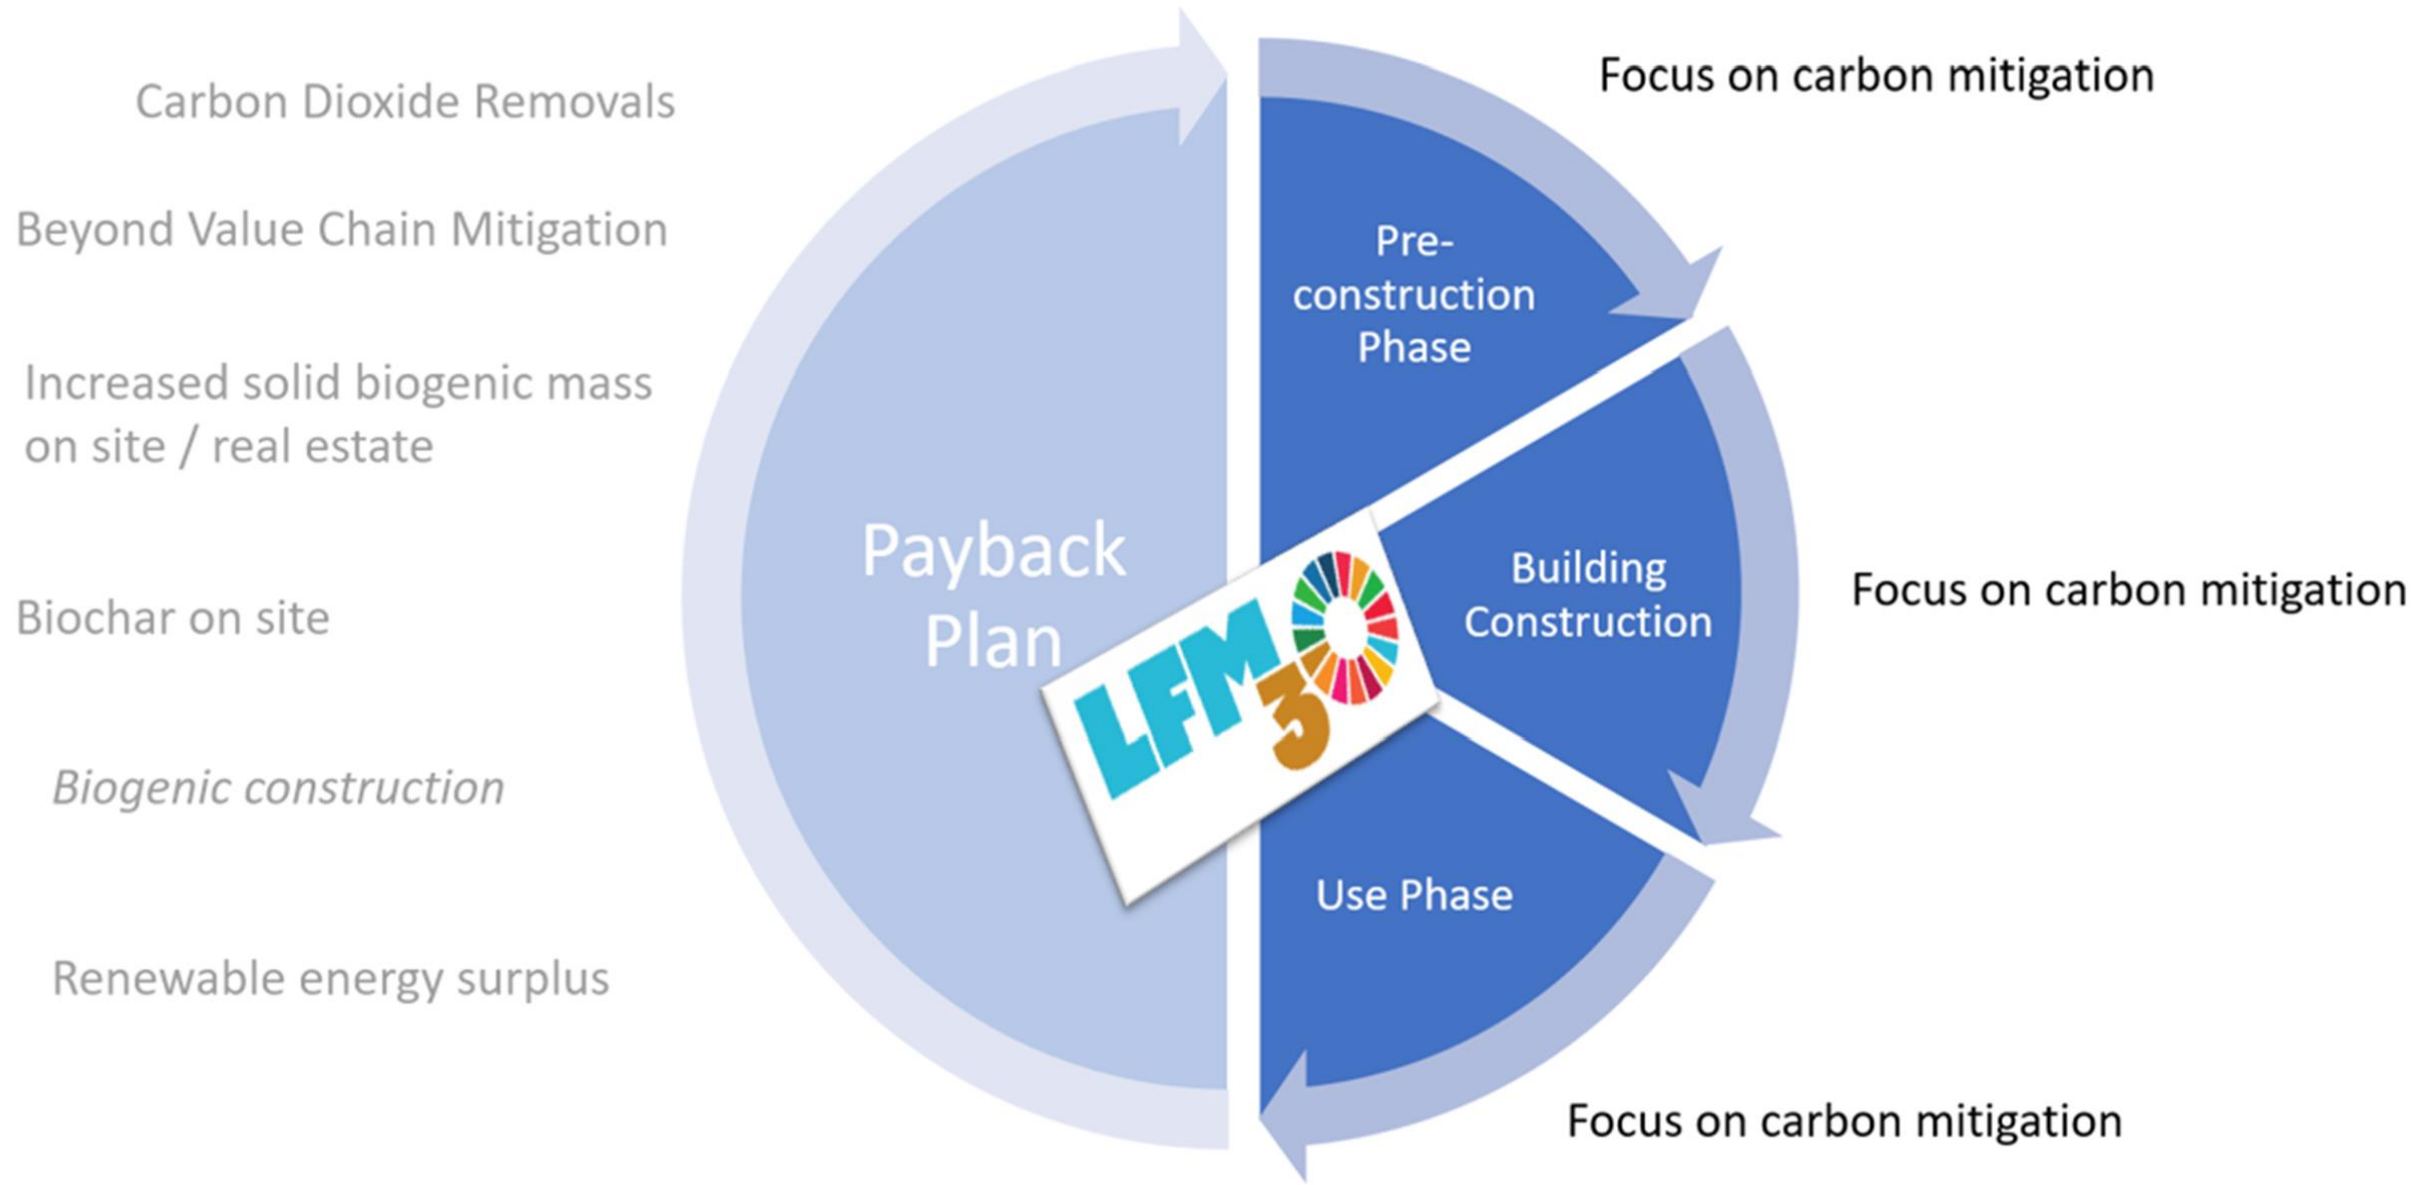 Carbon Dioxide Removals
Beyond Value Chain Mitigation
Increased solid biogenic mass
on site / real estate
Biochar on site
Biogenic construction
Renewable energy surplus
Payback
Plan
LFM
30
Pre-
construction
Phase
Building
Construction
Use Phase
Focus on carbon mitigation
Focus on carbon mitigation
Focus on carbon mitigation